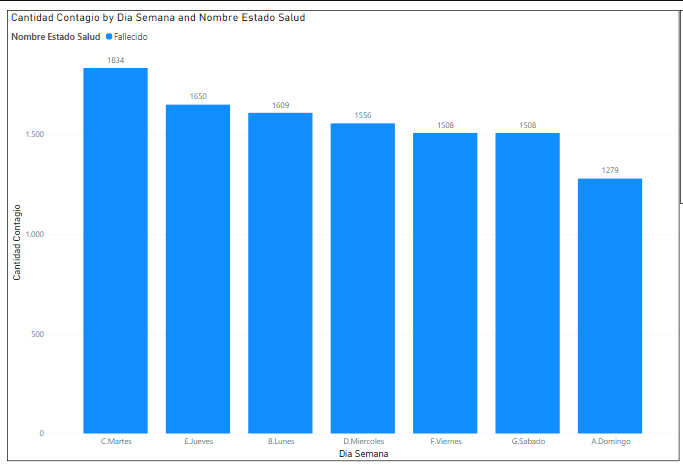 Cantidad Contagio by Dia Semana and Nombre Estado Salud
Nombre Estado Salud Fallecido
1834
1650
1609
1556
1508
1508
1279
1.500
1.000
500
0
Cantidad Contagio
C.Martes E.Jueves B.Lunes D.Miercoles F.Viernes G.Sabado A.Domingo
Dia Semana